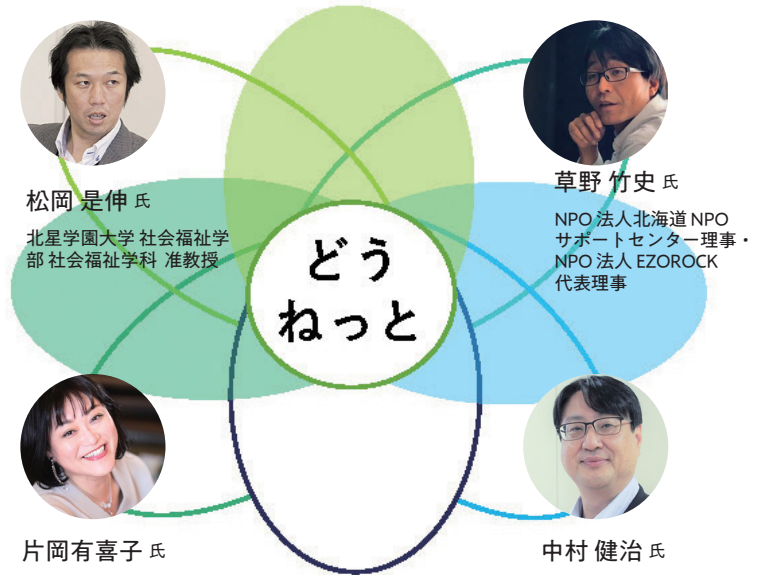 松岡 是伸 氏
北星学園大学 社会福祉学
部 社会福祉学科 准教授
草野 竹史 氏
NPO 法人北海道 NPO
サポートセンター理事・
NPO 法人 EZOROCK
代表理事
どう
ねっと
片岡有喜子 氏
中村 健治 氏